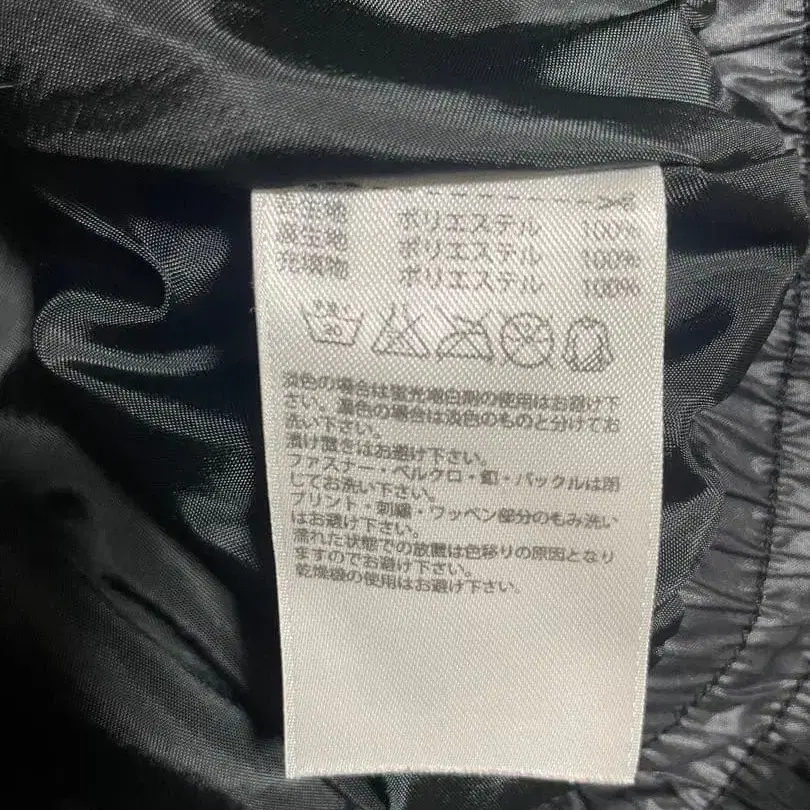 表生地 ポリエステル 100%
裏生地 ポリエステル 100%
充填物 ポリエステル 100%
淡色の場合は蛍光増白剤の使用はお避け下
さい。濃色の場合は淡色のものと分けてお
洗い下さい。
漬け置きはお避け下さい。
ファスナー・ベルクロ・釦・バックルは閉
じてお洗い下さい。
プリント・刺繍・ワッペン部分のもみ洗い
はお避け下さい。
濡れた状態での放置は色移りの原因となり
ますのでお避け下さい。
乾燥機の使用はお避け下さい。